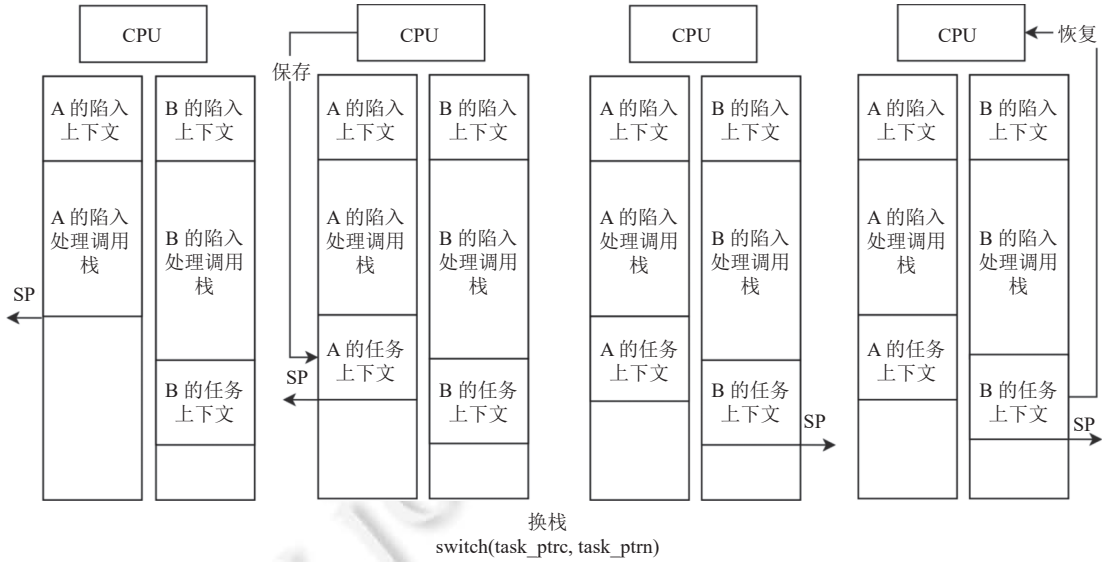 CPU
A 的陷入
上下文
B 的陷入
上下文
A 的陷入
处理调用
栈
B 的陷入
处理调用
栈
SP
B 的任务
上下文
CPU
保存
A 的陷入
上下文
B 的陷入
上下文
A 的陷入
处理调用
栈
B 的陷入
处理调用
栈
A 的任务
上下文
SP
B 的任务
上下文
CPU
A 的陷入
上下文
B 的陷入
上下文
A 的陷入
处理调用
栈
B 的陷入
处理调用
栈
A 的任务
上下文
B 的任务
上下文
SP
CPU
恢复
A 的陷入
上下文
B 的陷入
上下文
A 的陷入
处理调用
栈
B 的陷入
处理调用
栈
A 的任务
上下文
B 的任务
上下文
SP
换栈
switch(task_ptrc, task_ptrn)